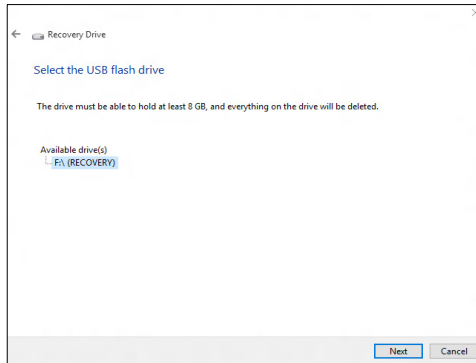 Recovery Drive
Select the USB flash drive
The drive must be able to hold at least 8 GB, and everything on the drive will be deleted.
Available drive(s)
F:\ (RECOVERY)
Next Cancel